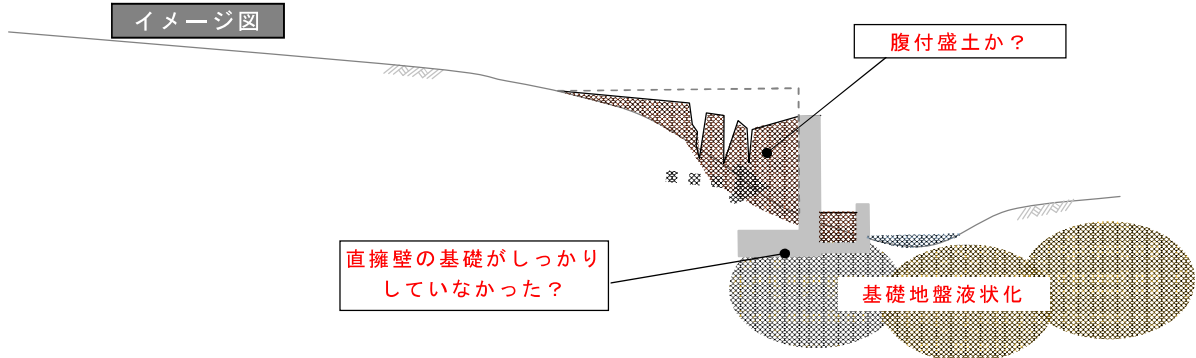 イメージ図
腹付盛土か？
直擁壁の基礎がしっかり
していなかった？
基礎地盤液状化